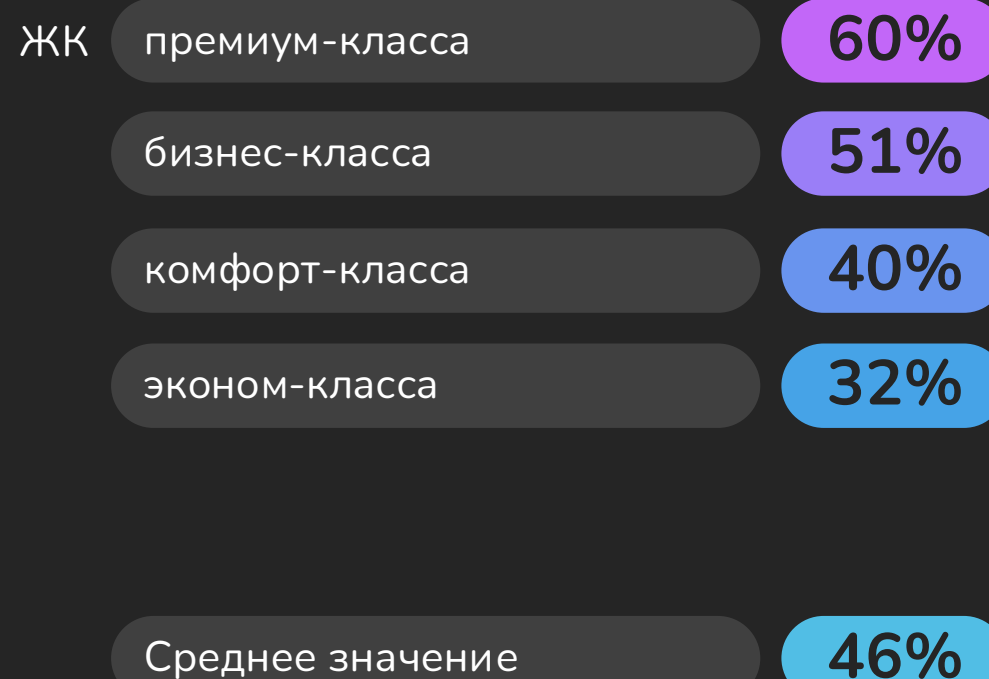 ЖК премиум-класса 60%
бизнес-класса 51%
комфорт-класса 40%
эконом-класса 32%
Среднее значение 46%